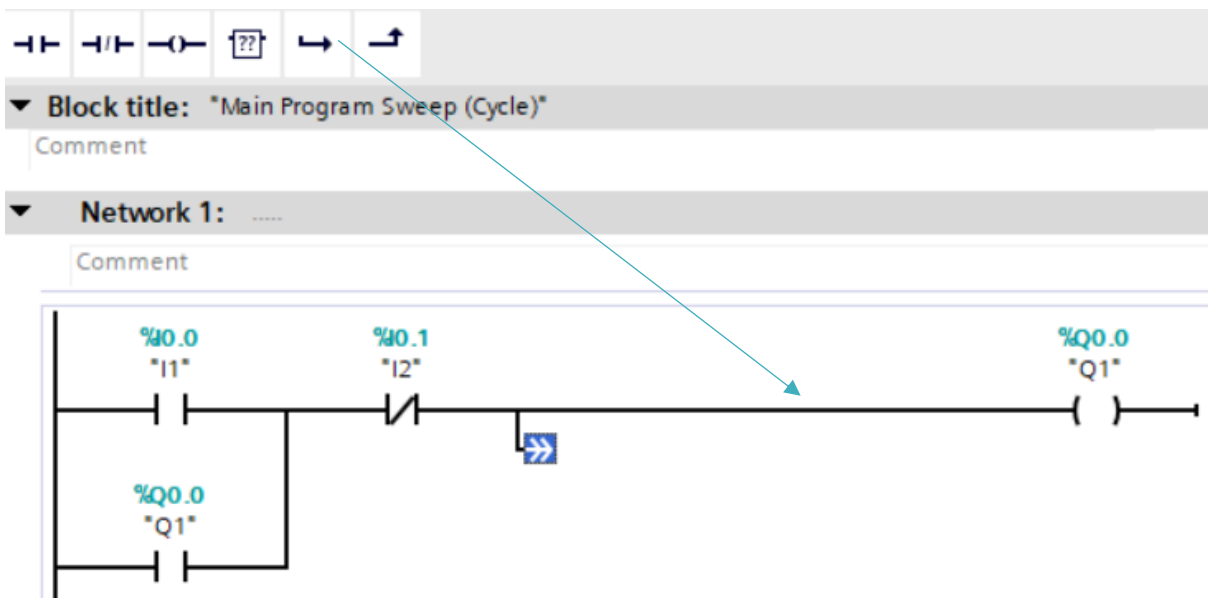 ??
Block title: "Main Program Sweep (Cycle)"
Comment
Network 1: .....
Comment
%I0.0 %I0.1 %Q0.0
"I1" "I2" "Q1"
%Q0.0
"Q1"